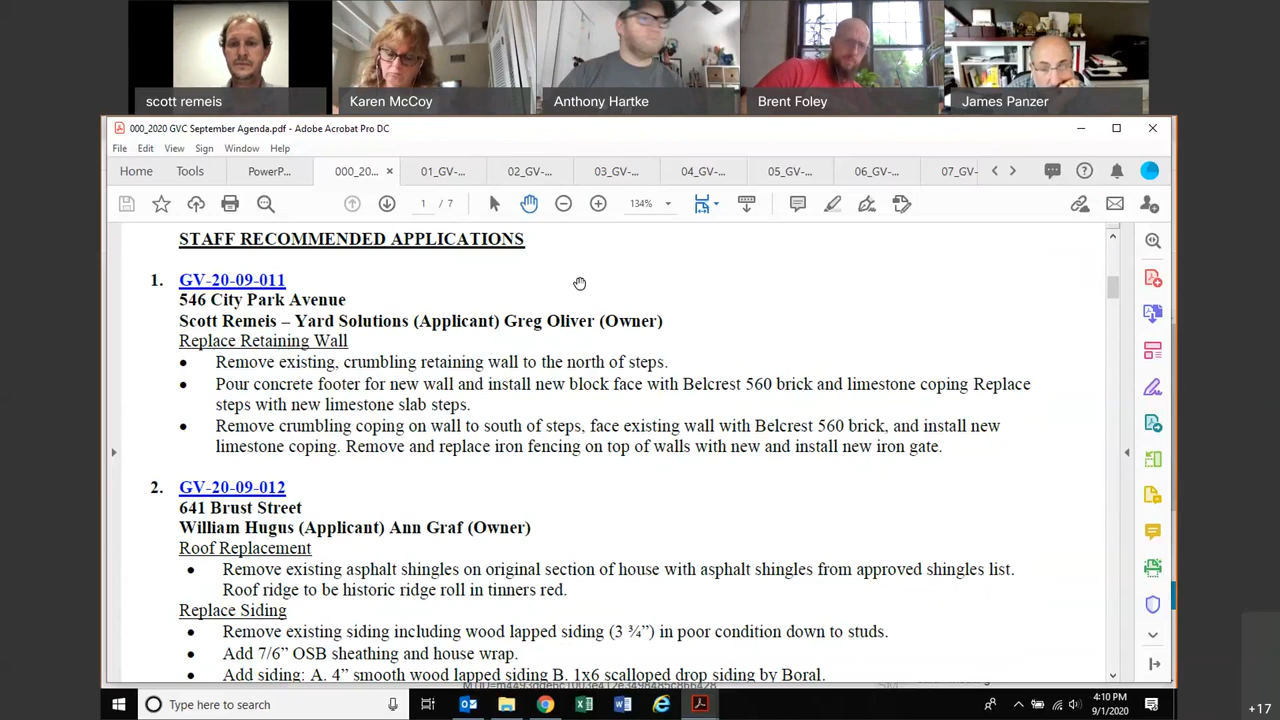 scott remeis
Karen McCoy
Anthony Hartke
Brent Foley
James Panzer
000_2020 GVC September Agenda.pdf - Adobe Acrobat Pro DC
File Edit View Sign Window Help
Home Tools PowerP... 000_20... 01_GV-... 02_GV-... 03_GV-... 04_GV-... 05_GV-... 06_GV-... 07_GV-
1 / 7 134%
STAFF RECOMMENDED APPLICATIONS
1. GV-20-09-011
546 City Park Avenue
Scott Remeis – Yard Solutions (Applicant) Greg Oliver (Owner)
Replace Retaining Wall
• Remove existing, crumbling retaining wall to the north of steps.
• Pour concrete footer for new wall and install new block face with Belcrest 560 brick and limestone coping Replace
steps with new limestone slab steps.
• Remove crumbling coping on wall to south of steps, face existing wall with Belcrest 560 brick, and install new
limestone coping. Remove and replace iron fencing on top of walls with new and install new iron gate.
2. GV-20-09-012
641 Brust Street
William Hugus (Applicant) Ann Graf (Owner)
Roof Replacement
• Remove existing asphalt shingles on original section of house with asphalt shingles from approved shingles list.
Roof ridge to be historic ridge roll in tinners red.
Replace Siding
• Remove existing siding including wood lapped siding (3 ¾”) in poor condition down to studs.
• Add 7/6” OSB sheathing and house wrap.
• Add siding: A. 4” smooth wood lapped siding B. 1x6 scalloped drop siding by Boral.
Type here to search
4:10 PM
9/1/2020
+17